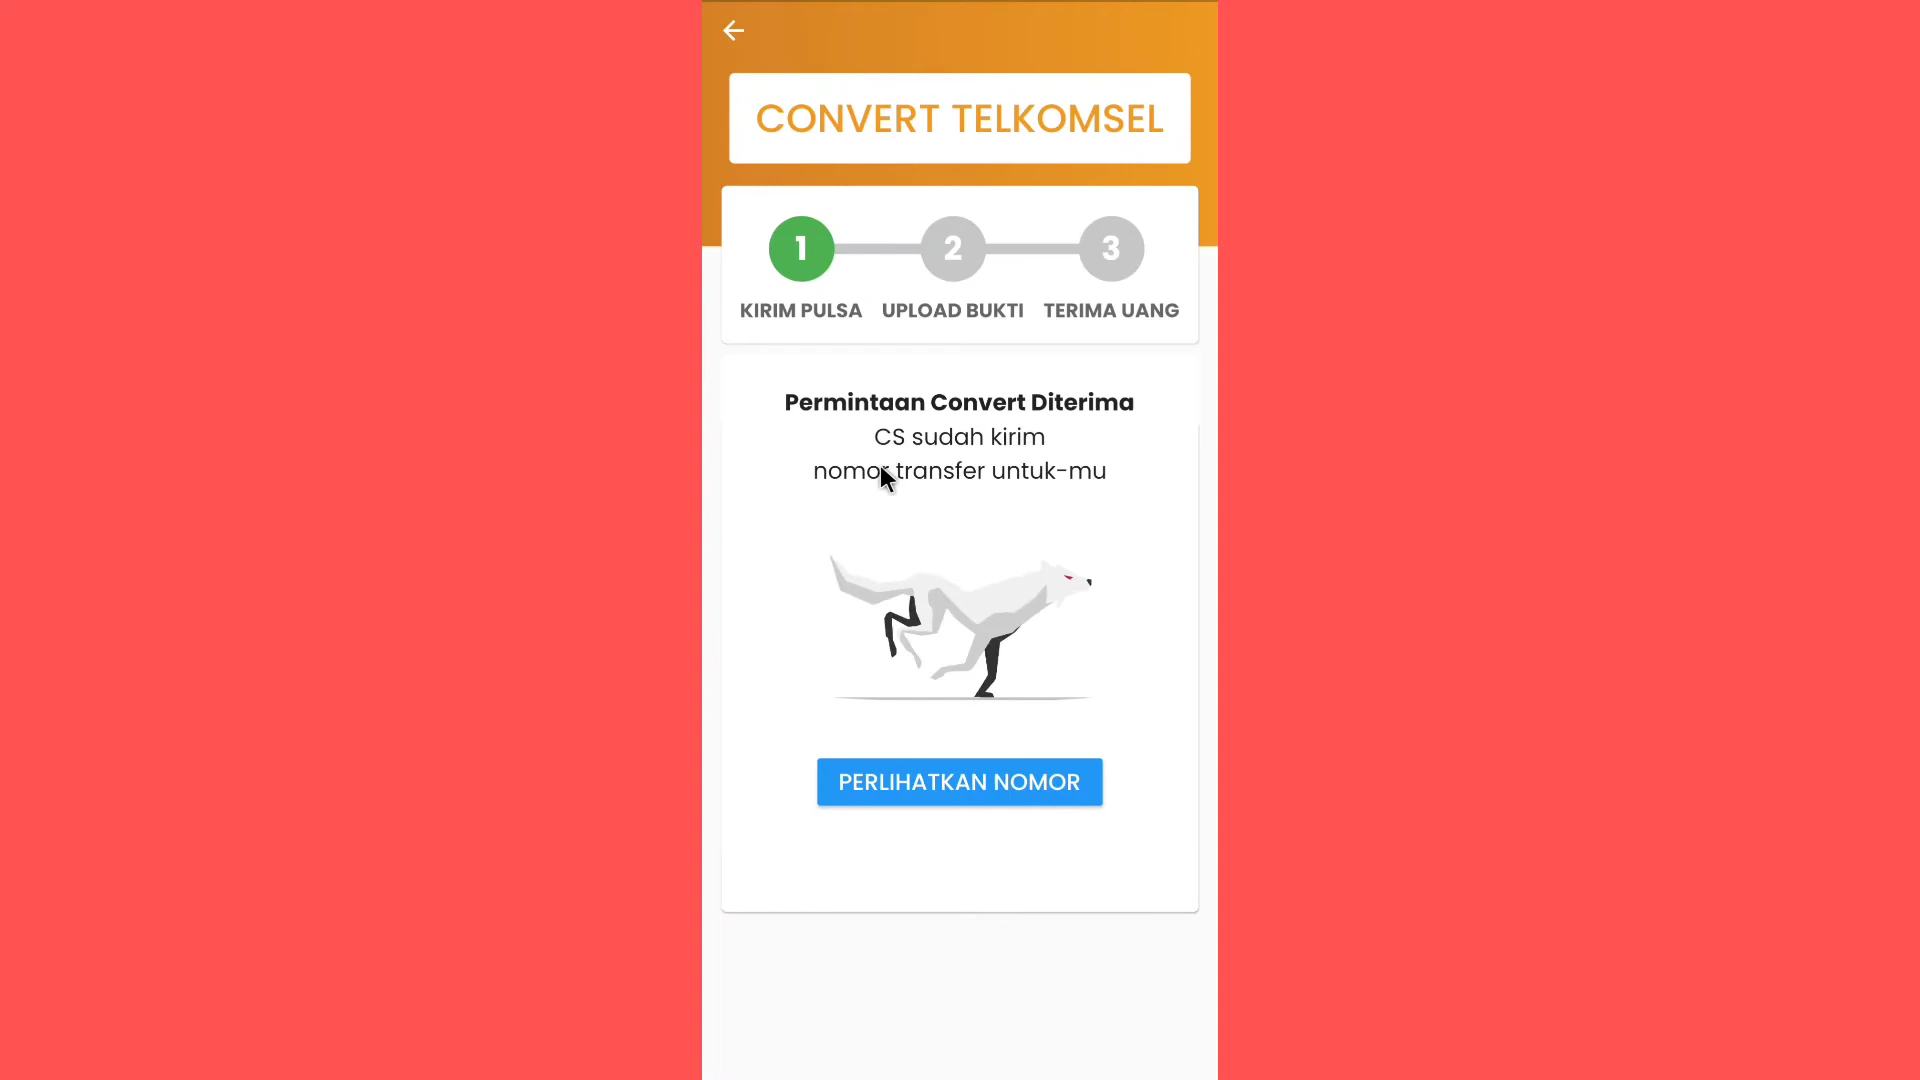 CONVERT TELKOMSEL
1 2 3
KIRIM PULSA UPLOAD BUKTI TERIMA UANG
Permintaan Convert Diterima
CS sudah kirim
nomor transfer untuk-mu
PERLIHATKAN NOMOR